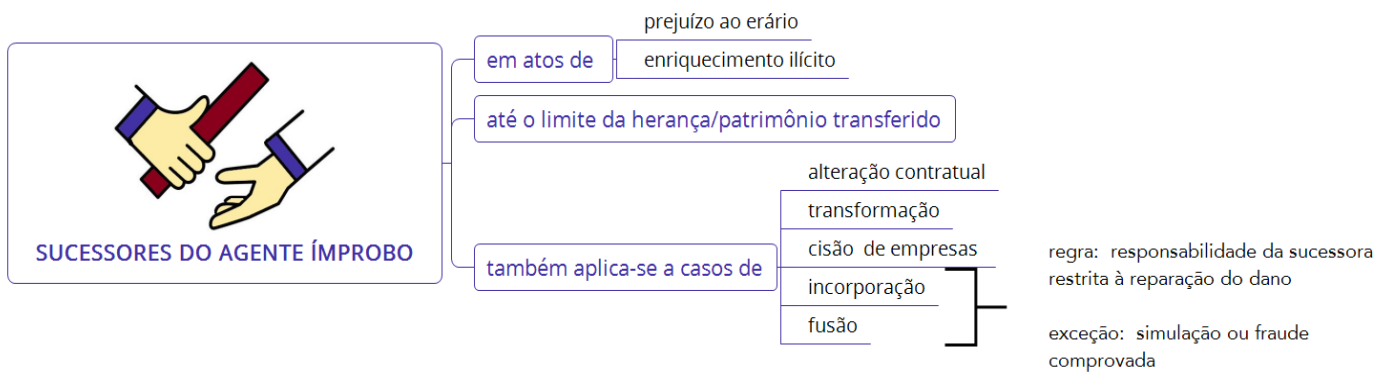 SUCESSORES DO AGENTE ÍMPROBO
em atos de
prejuízo ao erário
enriquecimento ilícito
até o limite da herança/patrimônio transferido
também aplica-se a casos de
alteração contratual
transformação
cisão de empresas
incorporação
fusão
regra: responsabilidade da sucessora
restrita à reparação do dano
exceção: simulação ou fraude
comprovada